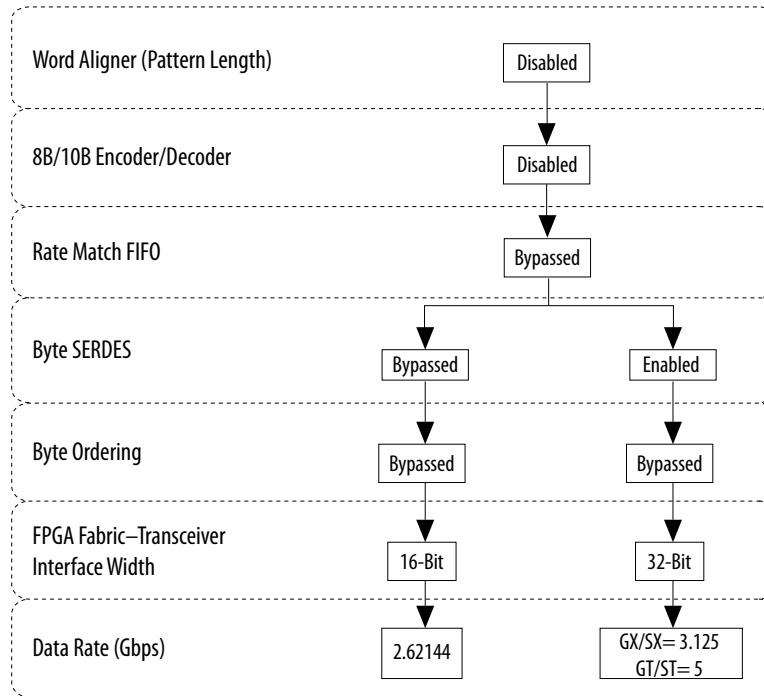 Word Aligner (Pattern Length)
Disabled
8B/10B Encoder/Decoder
Disabled
Rate Match FIFO
Bypassed
Byte SERDES
Bypassed
Enabled
Byte Ordering
Bypassed
Bypassed
FPGA Fabric–Transceiver
Interface Width
16-Bit
32-Bit
Data Rate (Gbps)
2.62144
GX/SX= 3.125
GT/ST= 5